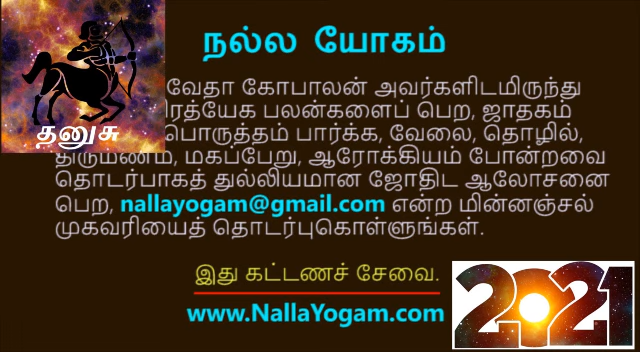 நல்ல யோகம்
வேதா கோபாலன் அவர்களிடமிருந்து
பலன்களைப் பெற, ஜாதகம்
தனுசு
பொருத்தம் பார்க்க, வேலை, தொழில்,
திருமணம், மகப்பேறு, ஆரோக்கியம் போன்றவை
தொடர்பாகத் துல்லியமான ஜோதிட ஆலோசனை
பெற, nallayogam@gmail.com என்ற மின்னஞ்சல்
முகவரியைத் தொடர்புகொள்ளுங்கள்.
இது கட்டணச் சேவை.
www.NallaYogam.com
2021